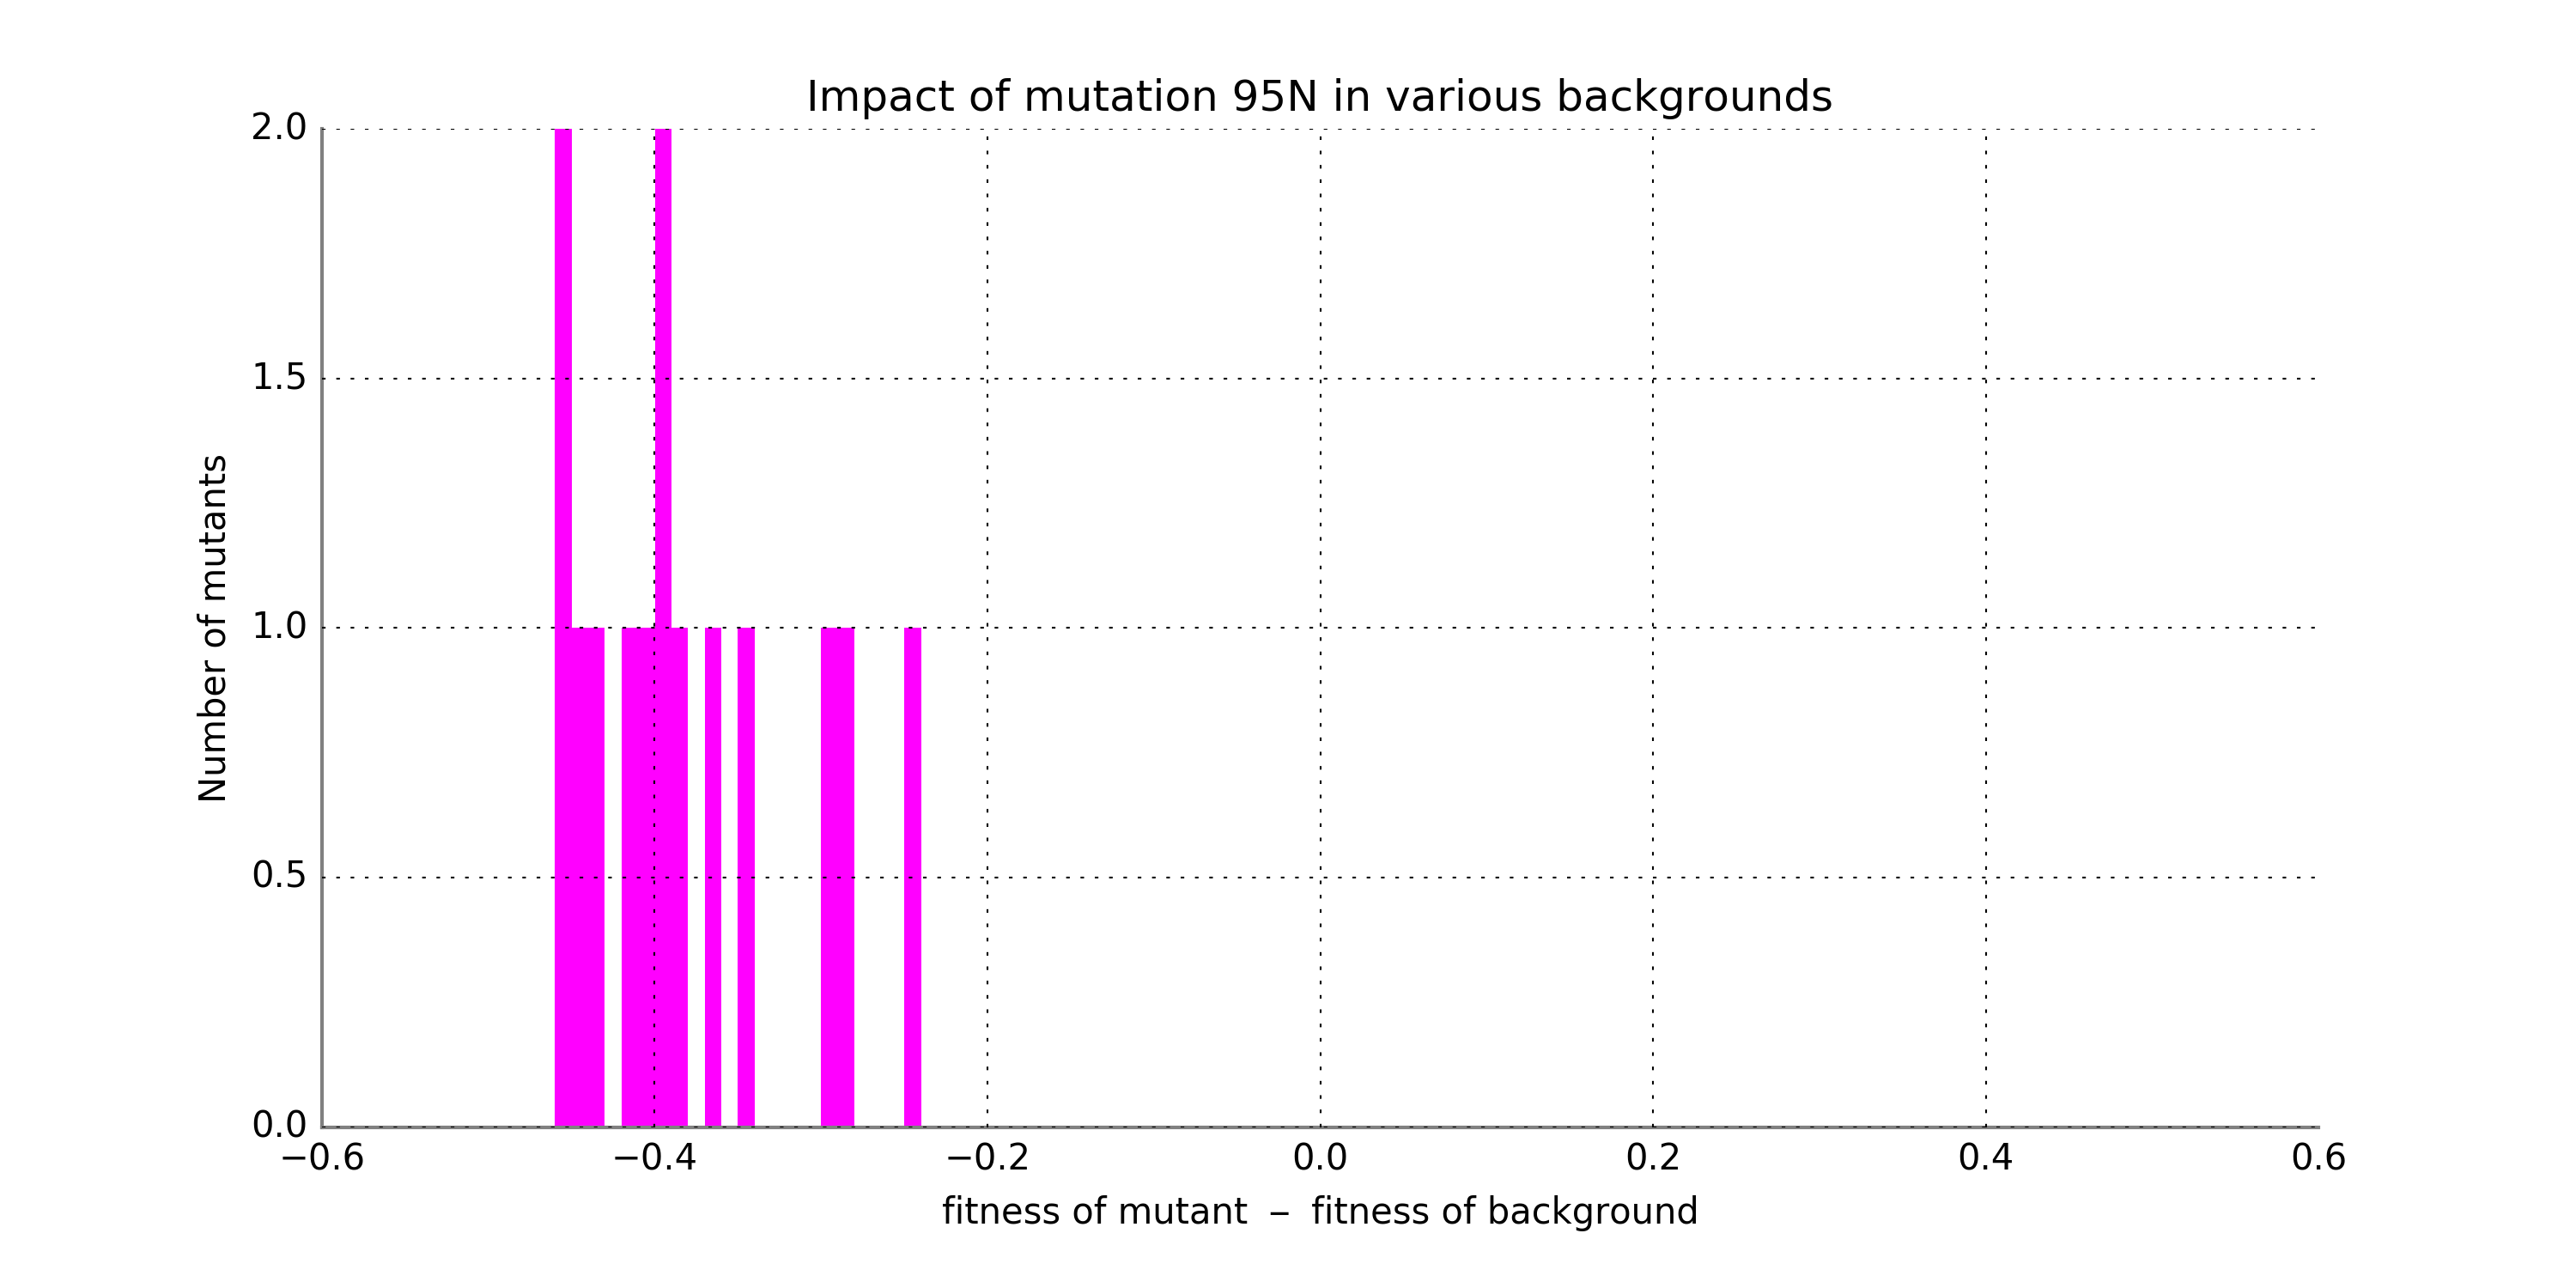 Impact of mutation 95N in various backgrounds
2.0
1.5
1.0
0.5
0.0
Number of mutants
−0.6 −0.4 −0.2 0.0 0.2 0.4 0.6
fitness of mutant − fitness of background